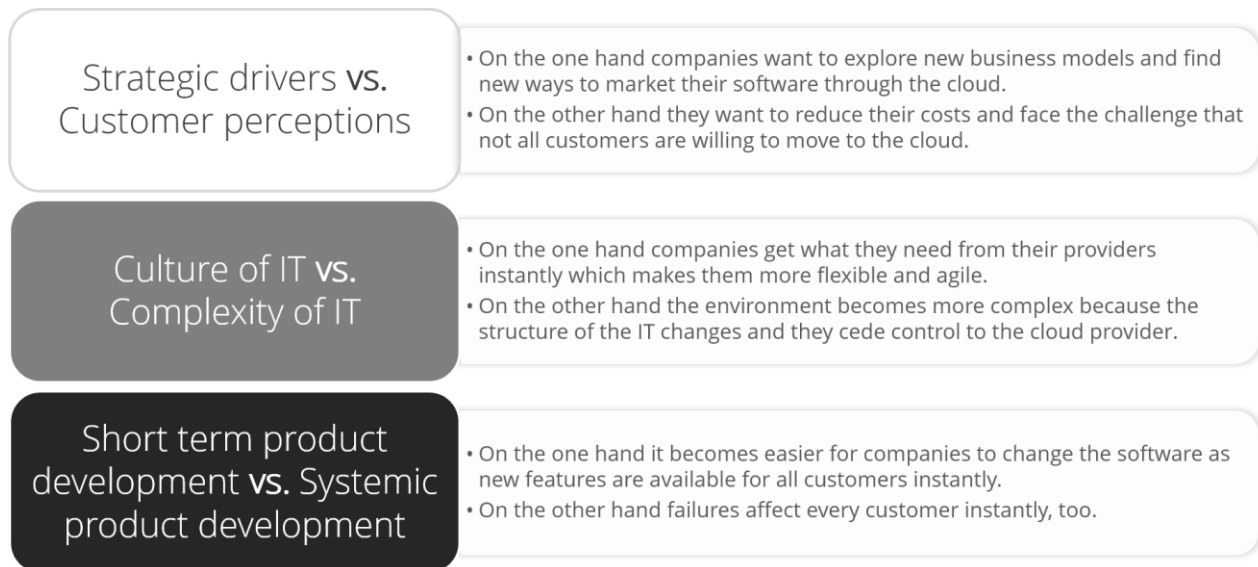 Strategic drivers vs.
Customer perceptions
• On the one hand companies want to explore new business models and find
new ways to market their software through the cloud.
• On the other hand they want to reduce their costs and face the challenge that
not all customers are willing to move to the cloud.
Culture of IT vs.
Complexity of IT
• On the one hand companies get what they need from their providers
instantly which makes them more flexible and agile.
• On the other hand the environment becomes more complex because the
structure of the IT changes and they cede control to the cloud provider.
Short term product
development vs. Systemic
product development
• On the one hand it becomes easier for companies to change the software as
new features are available for all customers instantly.
• On the other hand failures affect every customer instantly, too.